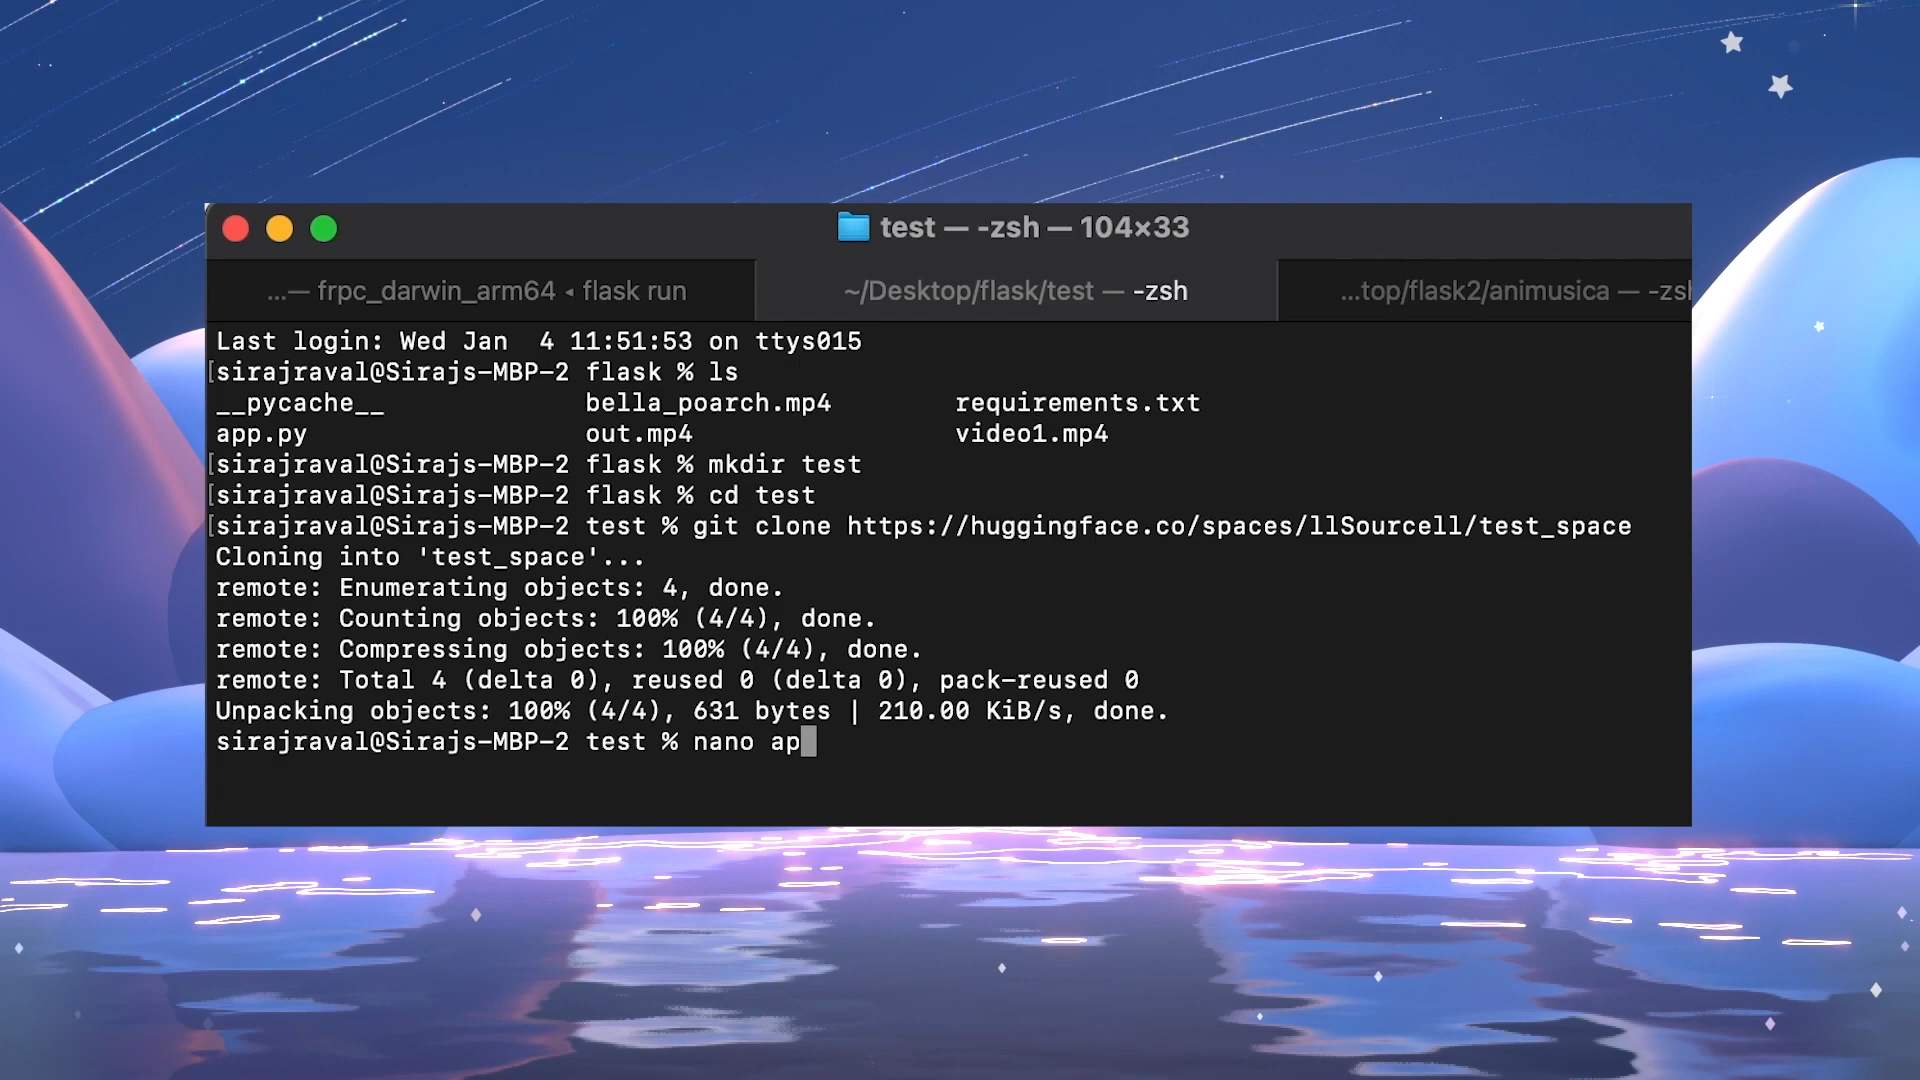 test — -zsh — 104×33
...— frpc_darwin_arm64 ◂ flask run
~/Desktop/flask/test — -zsh
...top/flask2/animusica — -zsh
Last login: Wed Jan  4 11:51:53 on ttys015
[sirajraval@Sirajs-MBP-2 flask % ls
__pycache__ bella_poarch.mp4 requirements.txt
app.py out.mp4 video1.mp4
[sirajraval@Sirajs-MBP-2 flask % mkdir test
[sirajraval@Sirajs-MBP-2 flask % cd test
[sirajraval@Sirajs-MBP-2 test % git clone https://huggingface.co/spaces/llSourcell/test_space
Cloning into 'test_space'...
remote: Enumerating objects: 4, done.
remote: Counting objects: 100% (4/4), done.
remote: Compressing objects: 100% (4/4), done.
remote: Total 4 (delta 0), reused 0 (delta 0), pack-reused 0
Unpacking objects: 100% (4/4), 631 bytes | 210.00 KiB/s, done.
sirajraval@Sirajs-MBP-2 test % nano ap